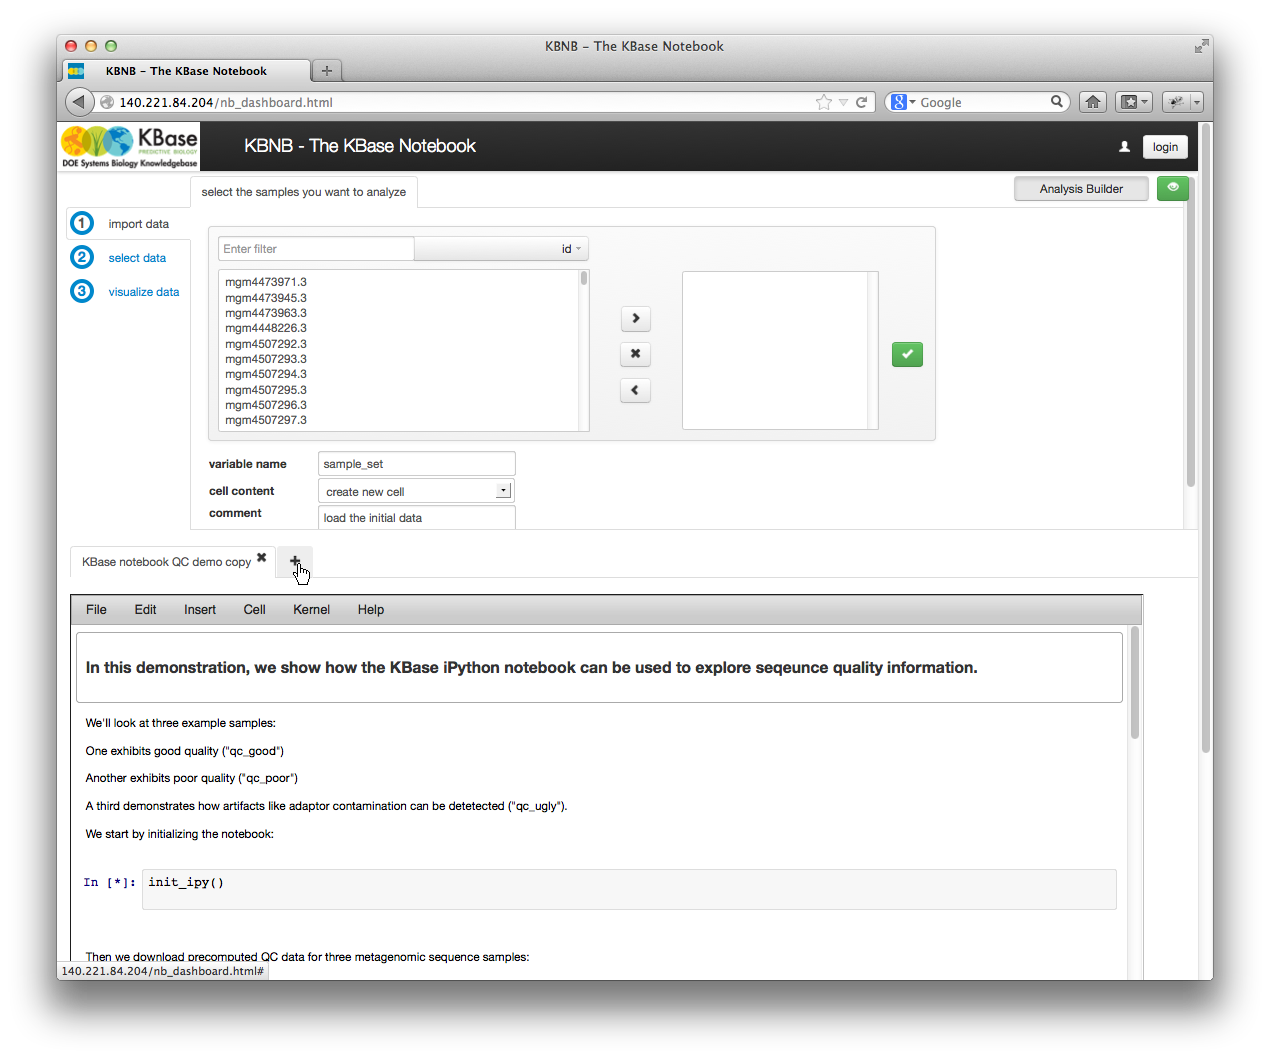 KBNB – The KBase Notebook
KBNB – The KBase Notebook
140.221.84.204/nb_dashboard.html
Google
KBase
PREDICTIVE BIOLOGY
DOE Systems Biology Knowledgebase
KBNB - The KBase Notebook
login
select the samples you want to analyze
Analysis Builder
1 import data
2 select data
3 visualize data
Enter filter
id
mgm4473971.3
mgm4473945.3
mgm4473963.3
mgm4448226.3
mgm4507292.3
mgm4507293.3
mgm4507294.3
mgm4507295.3
mgm4507296.3
mgm4507297.3
variable name sample_set
cell content create new cell
comment load the initial data
KBase notebook QC demo copy
File Edit Insert Cell Kernel Help
In this demonstration, we show how the KBase iPython notebook can be used to explore seqeunce quality information.
We'll look at three example samples:
One exhibits good quality ("qc_good")
Another exhibits poor quality ("qc_poor")
A third demonstrates how artifacts like adaptor contamination can be detetected ("qc_ugly").
We start by initializing the notebook:
In [*]: init_ipy()
Then we download precomputed QC data for three metagenomic sequence samples:
140.221.84.204/nb_dashboard.html#